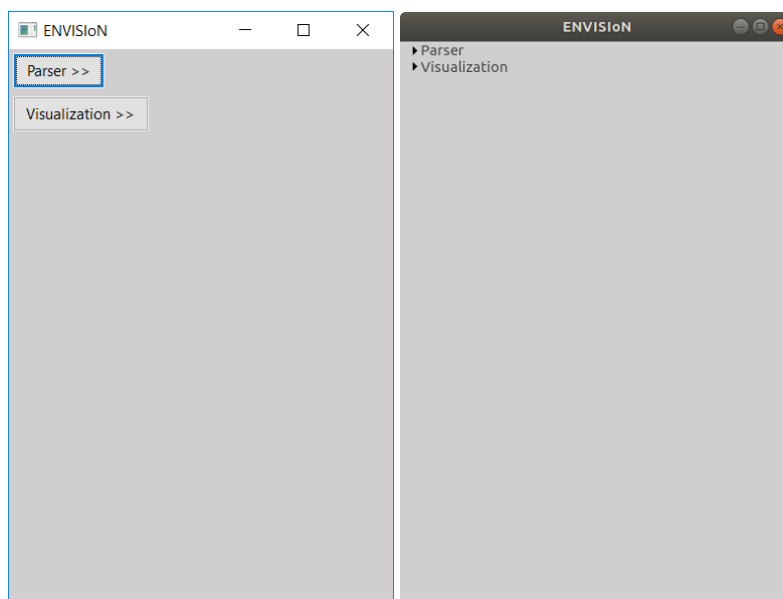 ENVISIoN
Parser >>
Visualization >>
ENVISIoN
Parser
Visualization